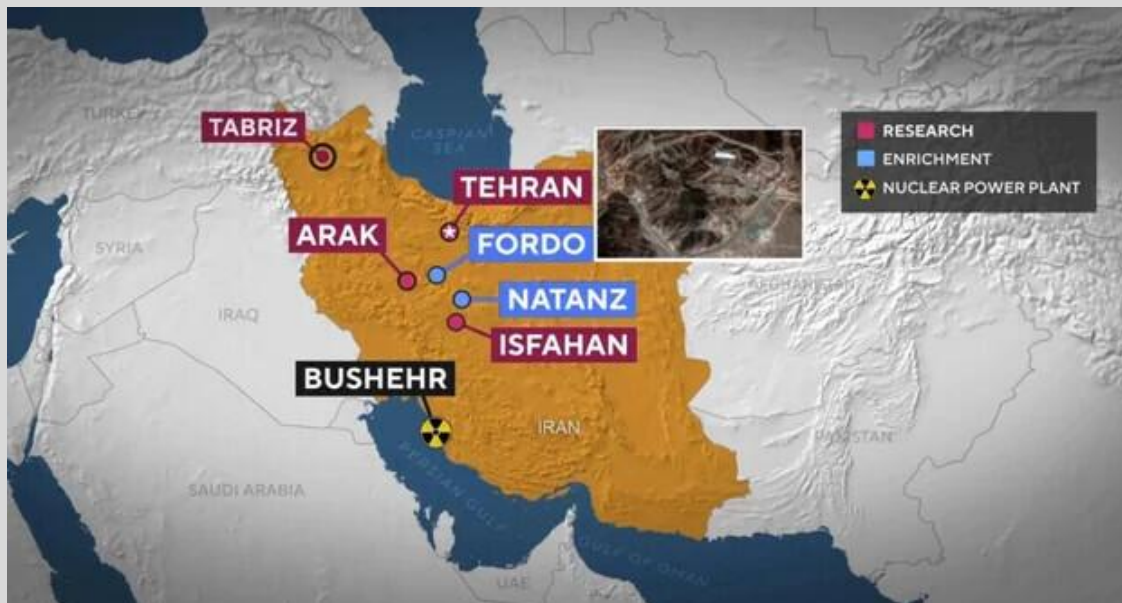 TURKEY
TABRIZ
CASPIAN
SEA
TEHRAN
ARAK
FORDO
SYRIA
NATANZ
AFGHANISTAN
IRAQ
ISFAHAN
BUSHEHR
IRAN
PAKISTAN
PERSIAN GULF
SAUDI ARABIA
GULF OF OMAN
UAE
RESEARCH
ENRICHMENT
NUCLEAR POWER PLANT